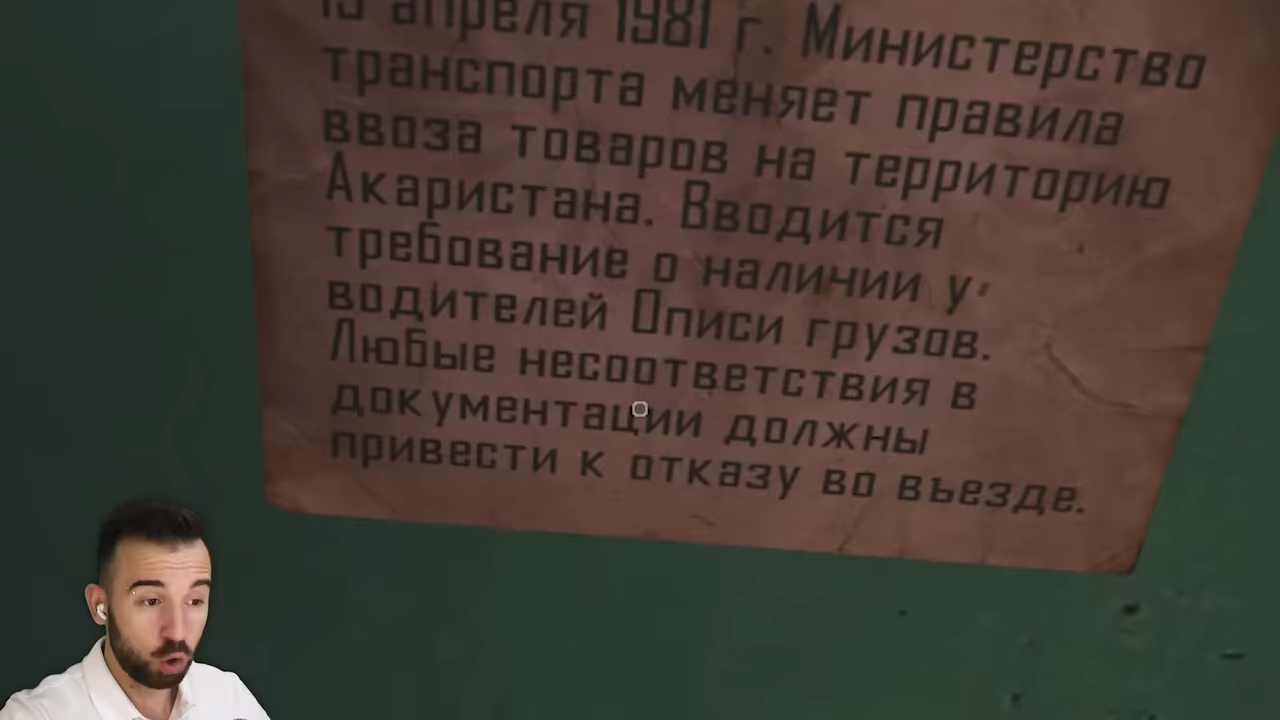 апреля 1981 г. Министерство
транспорта меняет правила
ввоза товаров на территорию
Акаристана. Вводится
требование о наличии у
водителей Описи грузов.
Любые несоответствия в
документации должны
привести к отказу во въезде.